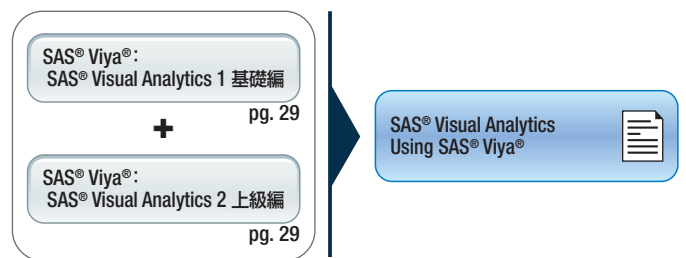 SAS® Viya®：
SAS® Visual Analytics 1 基礎編
pg. 29
+
SAS® Viya®：
SAS® Visual Analytics 2 上級編
pg. 29
SAS® Visual Analytics
Using SAS® Viya®